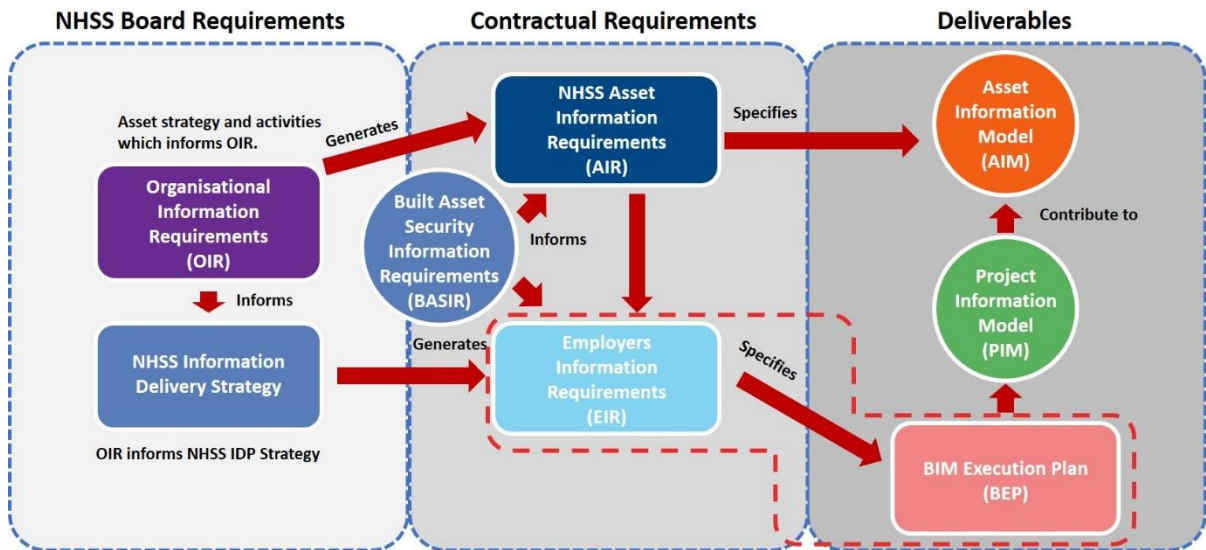 NHSS Board Requirements
Contractual Requirements
Deliverables
Asset strategy and activities
which informs OIR.
Organisational
Information
Requirements
(OIR)
Informs
NHSS Information
Delivery Strategy
OIR informs NHSS IDP Strategy
Generates
Built Asset
Security
Information
Requirements
(BASIR)
Generates
NHSS Asset
Information
Requirements
(AIR)
Informs
Employers
Information
Requirements
(EIR)
Specifies
Specifies
Asset
Information
Model
(AIM)
Contribute to
Project
Information
Model
(PIM)
BIM Execution Plan
(BEP)